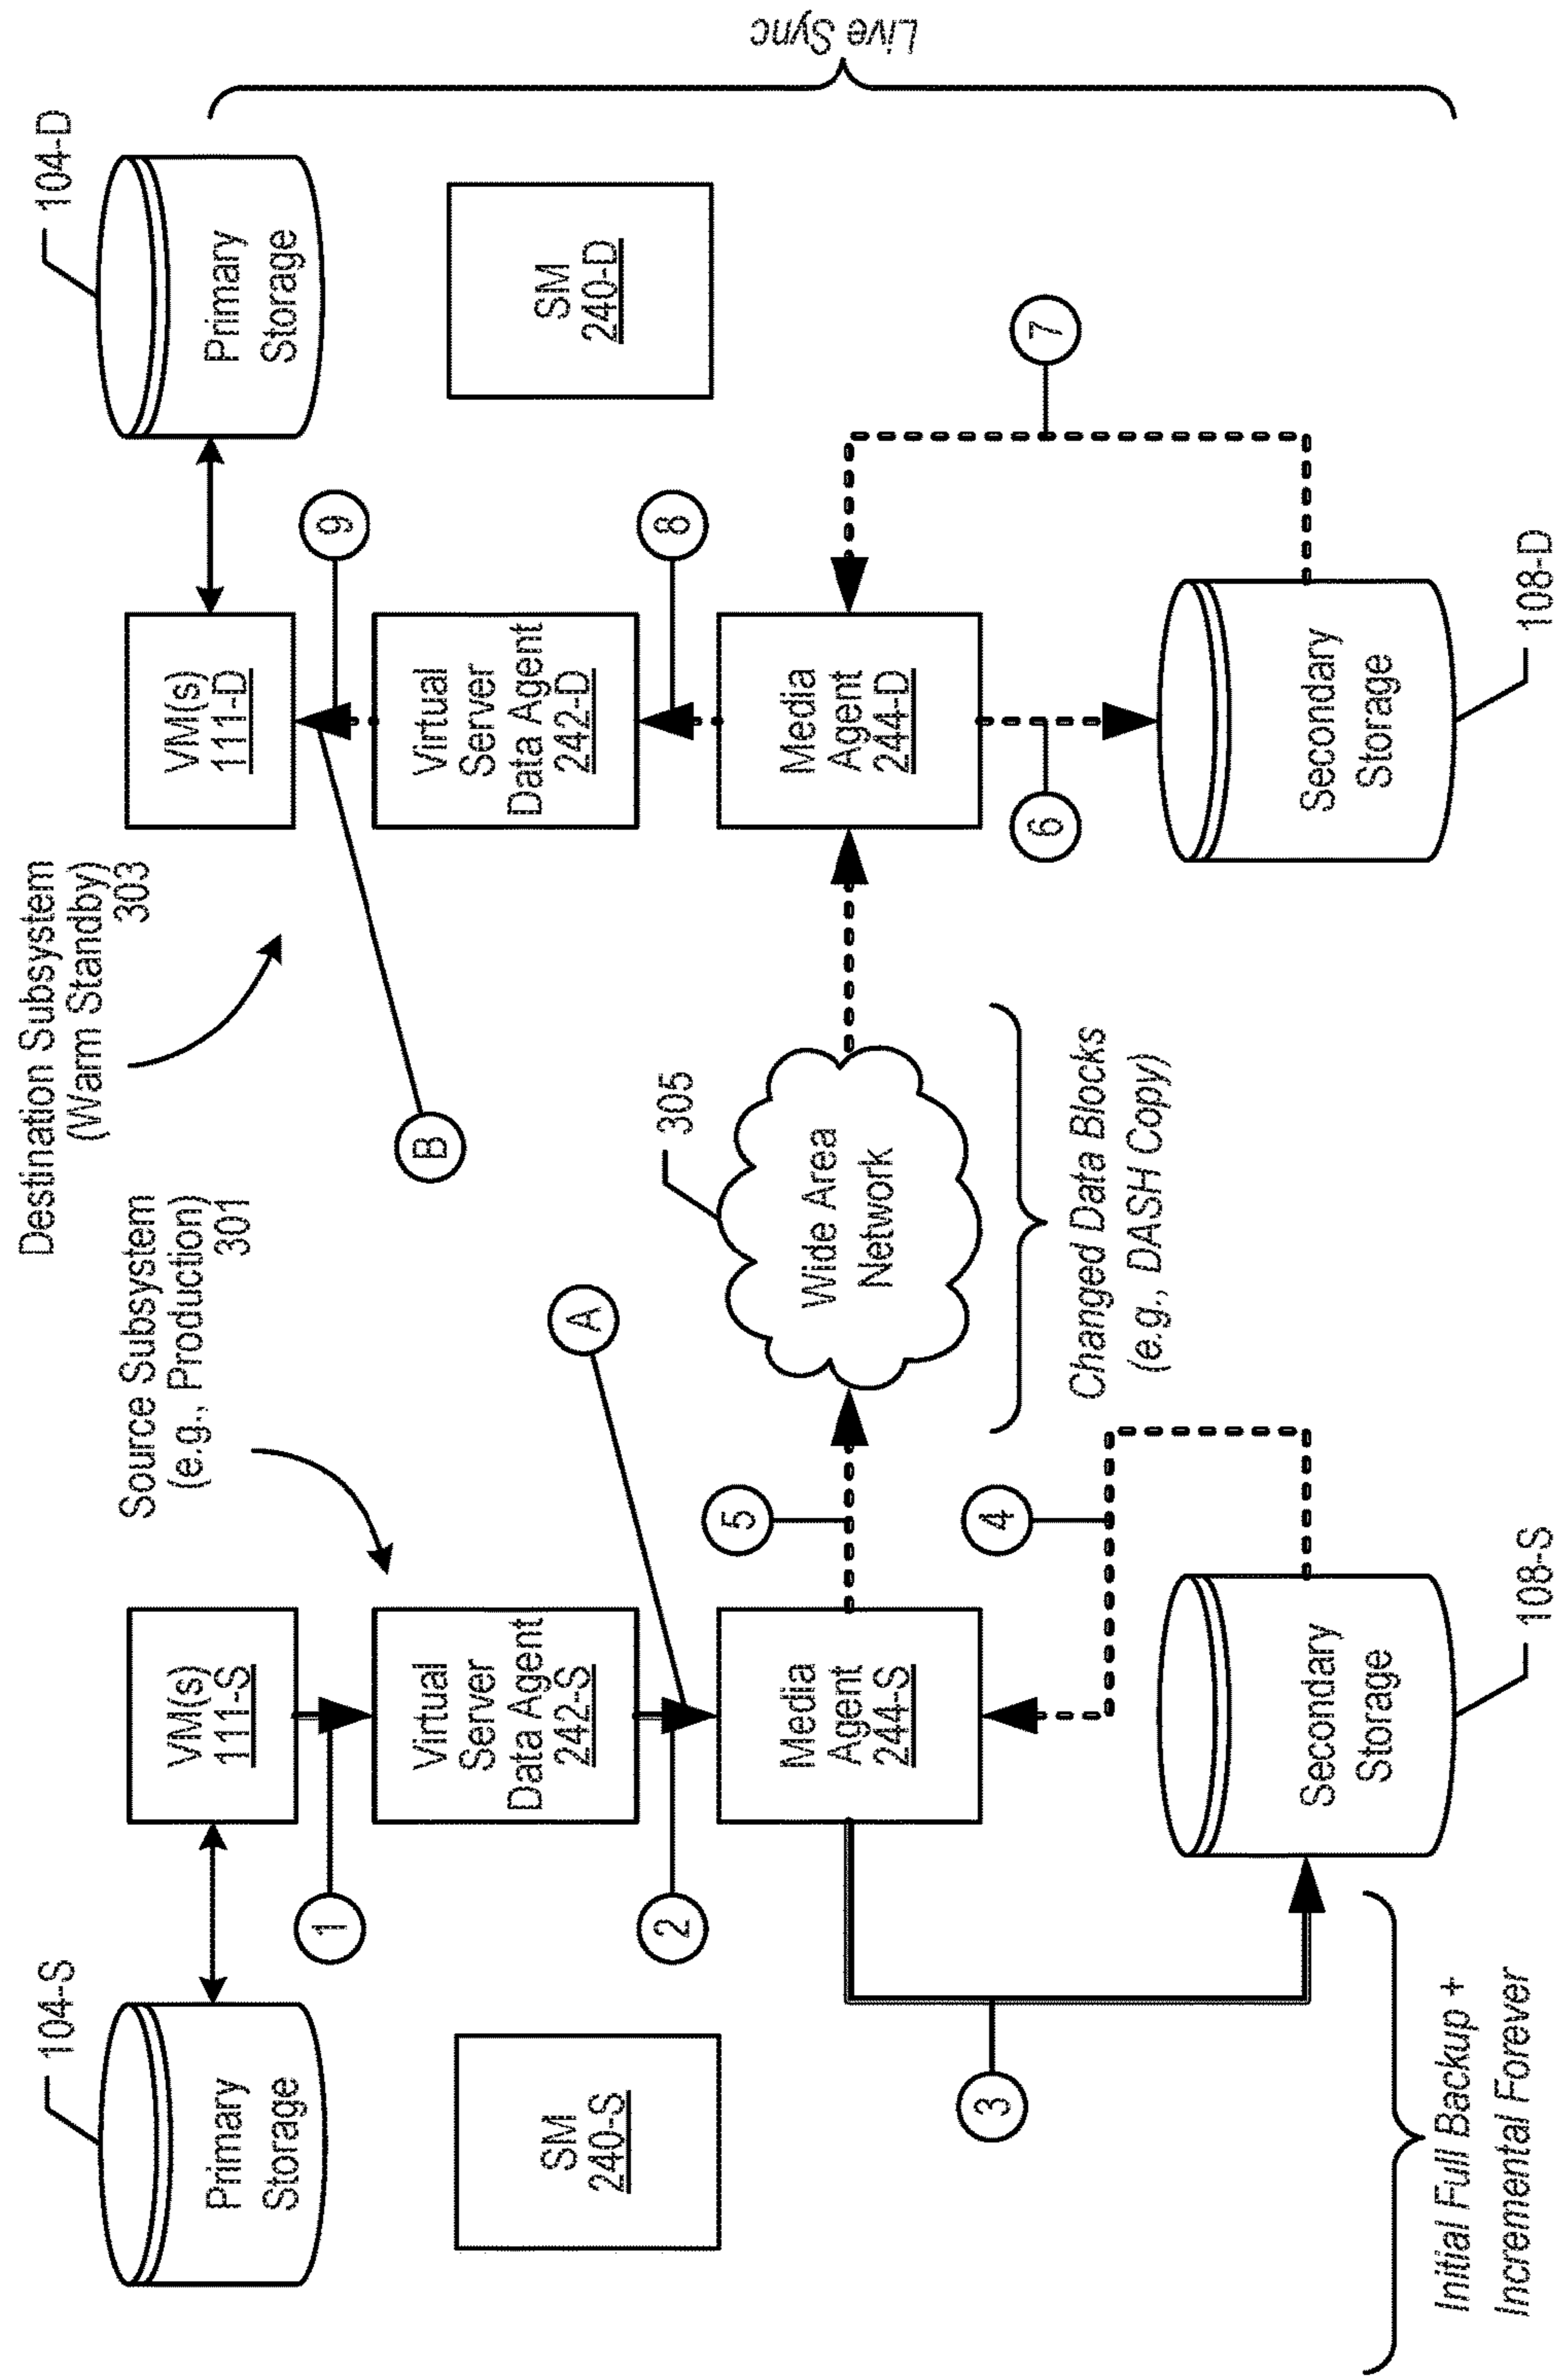 Destination Subsystem
(Warm Standby)
303
Source Subsystem
(e.g., Production)
301
104-S
Primary
Storage
VM(s)
111-S
1
Virtual
Server
Data Agent
242-S
SM
240-S
2
A
Media
Agent
244-S
3
4
5
Secondary
Storage
108-S
Initial Full Backup +
Incremental Forever
305
Wide Area
Network
Changed Data Blocks
(e.g., DASH Copy)
B
104-D
Primary
Storage
VM(s)
111-D
9
Virtual
Server
Data Agent
242-D
SM
240-D
8
Media
Agent
244-D
6
7
Secondary
Storage
108-D
Live Sync